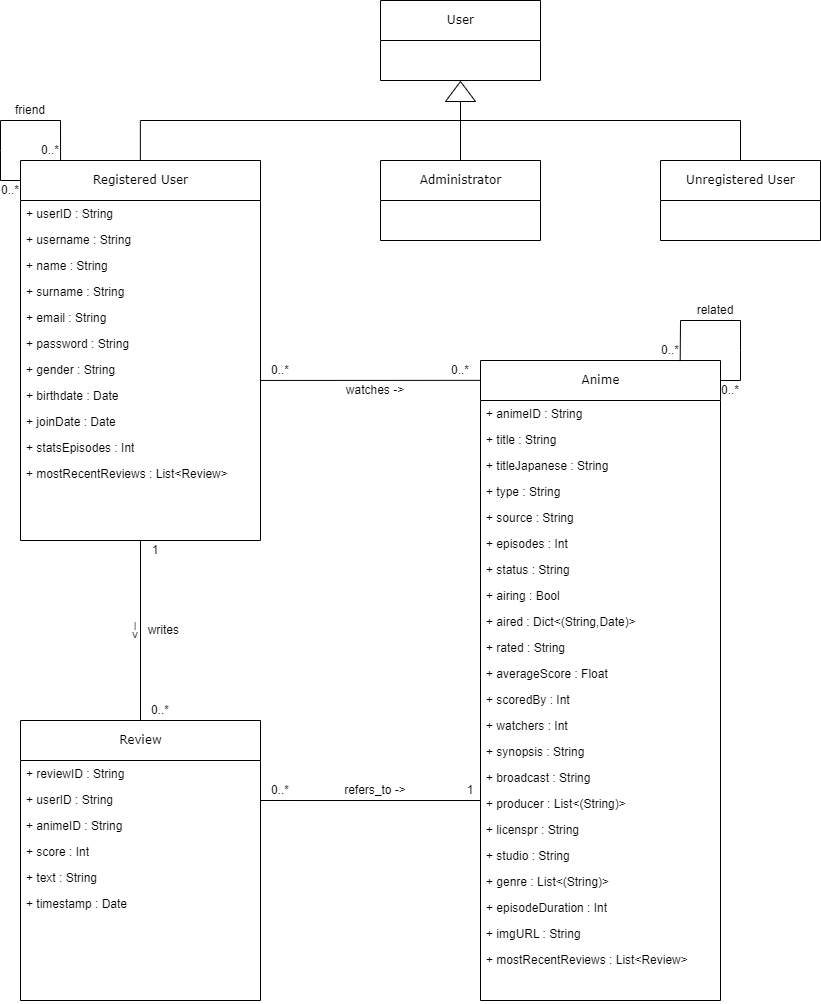 User
friend
0..*
0..*
Registered User
+ userID : String
+ username : String
+ name : String
+ surname : String
+ email : String
+ password : String
+ gender : String
+ birthdate : Date
+ joinDate : Date
+ statsEpisodes : Int
+ mostRecentReviews : List<Review>
Administrator
Unregistered User
related
0..*
0..*
0..*
0..*
watches ->
Anime
+ animeID : String
+ title : String
+ titleJapanese : String
+ type : String
+ source : String
+ episodes : Int
+ status : String
+ airing : Bool
+ aired : Dict<(String,Date)>
+ rated : String
+ averageScore : Float
+ scoredBy : Int
+ watchers : Int
+ synopsis : String
+ broadcast : String
+ producer : List<(String)>
+ licenspr : String
+ studio : String
+ genre : List<(String)>
+ episodeDuration : Int
+ imgURL : String
+ mostRecentReviews : List<Review>
1
|
v
writes
0..*
Review
+ reviewID : String
+ userID : String
+ animeID : String
+ score : Int
+ text : String
+ timestamp : Date
0..*
refers_to ->
1